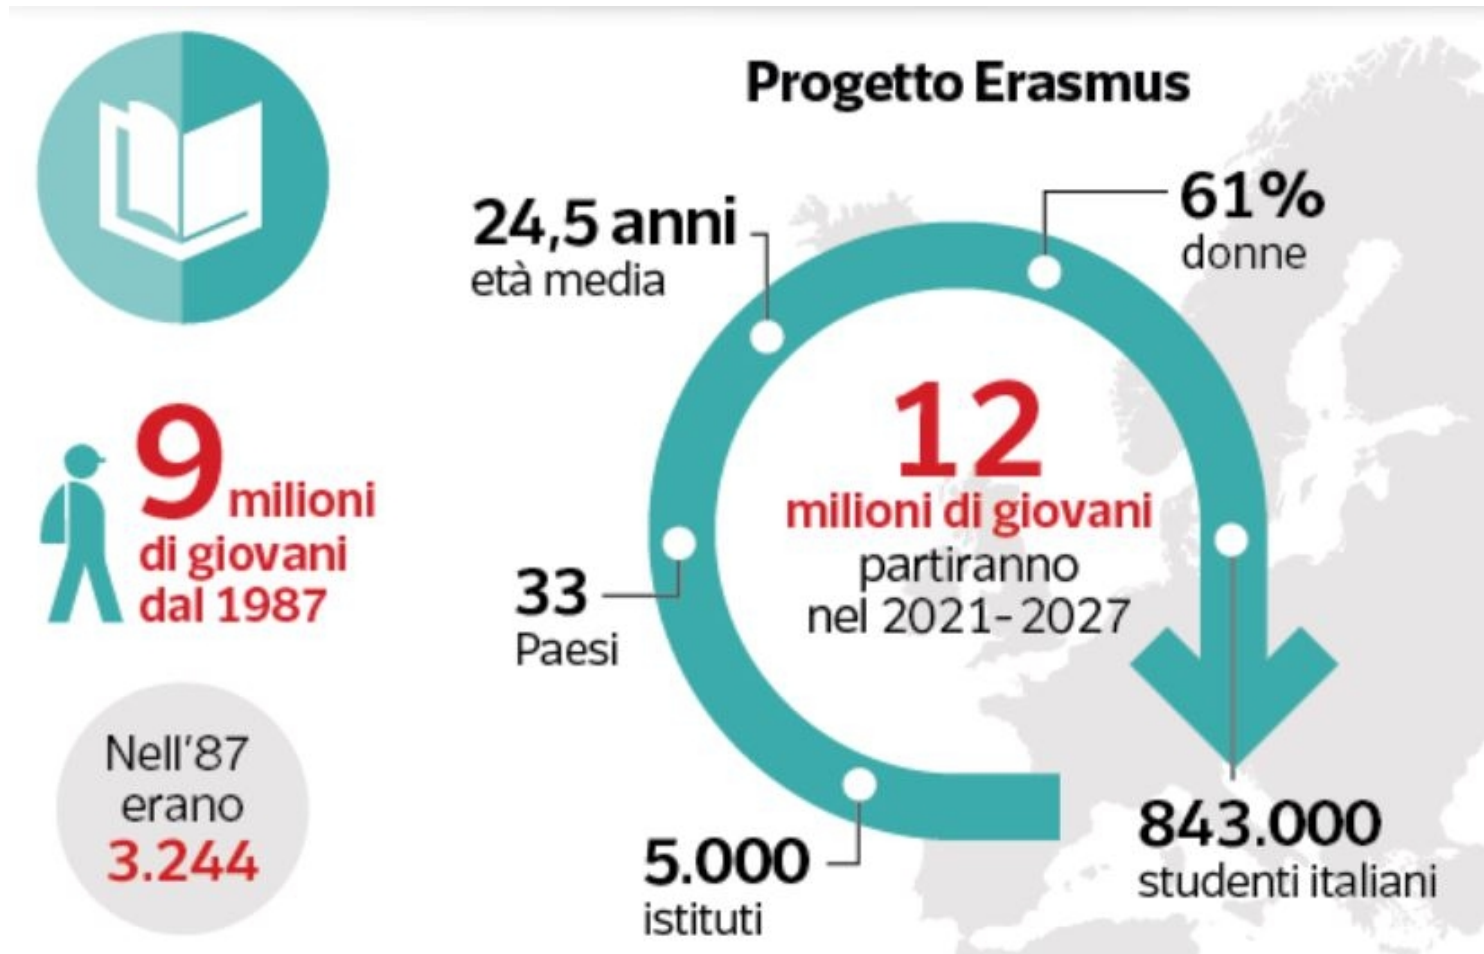 Progetto Erasmus
9 milioni
di giovani
dal 1987
Nell'87
erano
3.244
24,5 anni
età media
61%
donne
12
milioni di giovani
partiranno
nel 2021-2027
33
Paesi
5.000
istituti
843.000
studenti italiani